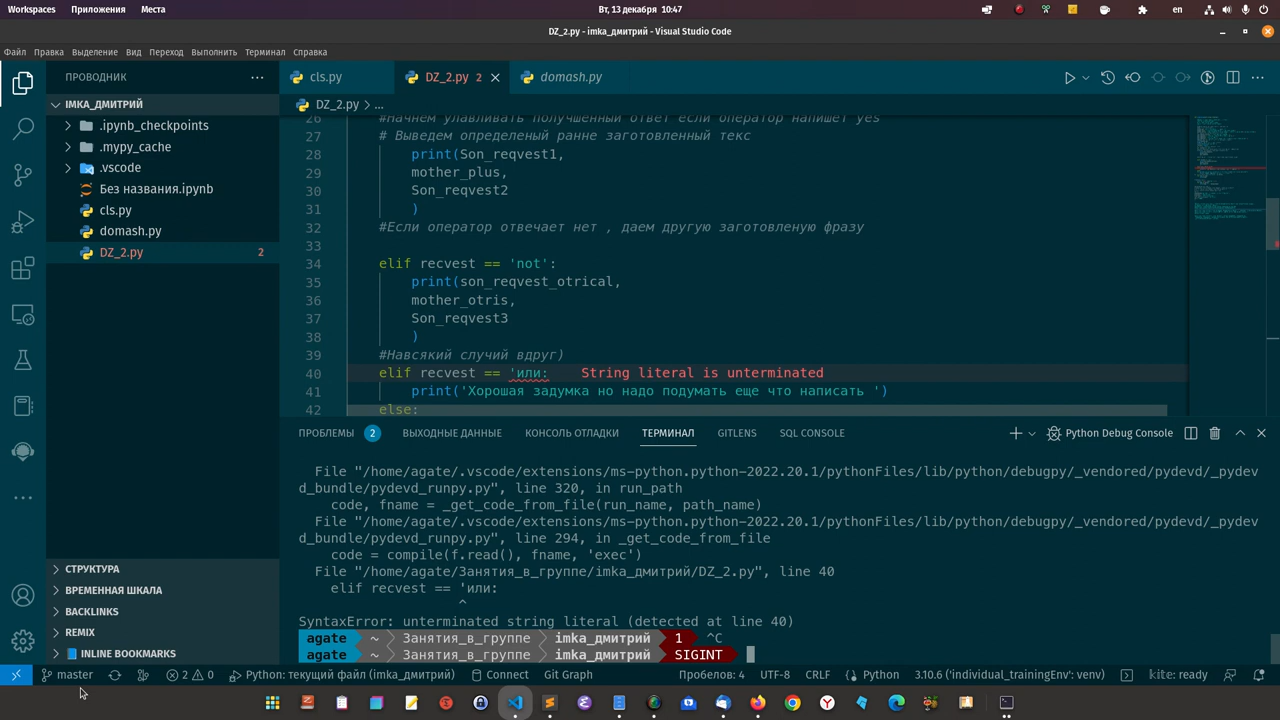 Workspaces Приложения Места
Вт, 13 декабря 10:47
en
DZ_2.py - imka_дмитрий - Visual Studio Code
Файл Правка Выделение Вид Переход Выполнить Терминал Справка
ПРОВОДНИК
cls.py
DZ_2.py 2
domash.py
IMKA_ДМИТРИЙ
DZ_2.py > ...
.ipynb_checkpoints
.mypy_cache
.vscode
Без названия.ipynb
cls.py
domash.py
DZ_2.py 2
26 #Начнем улавливать получшенный ответ если оператор напишет yes
27 # Выведем определеный ранне заготовленный текс
28 print(Son_reqvest1,
29 mother_plus,
30 Son_reqvest2
31 )
32 #Если оператор отвечает нет , даем другую заготовленую фразу
33
34 elif recvest == 'not':
35 print(son_reqvest_otrical,
36 mother_otris,
37 Son_reqvest3
38 )
39 #Навсякий случий вдруг)
40 elif recvest == 'или: String literal is unterminated
41 print('Хорошая задумка но надо подумать еще что написать ')
42 else:
ПРОБЛЕМЫ 2 ВЫХОДНЫЕ ДАННЫЕ КОНСОЛЬ ОТЛАДКИ ТЕРМИНАЛ GITLENS SQL CONSOLE
Python Debug Console
File "/home/agate/.vscode/extensions/ms-python.python-2022.20.1/pythonFiles/lib/python/debugpy/_vendored/pydevd/_pydev
d_bundle/pydevd_runpy.py", line 320, in run_path
code, fname = _get_code_from_file(run_name, path_name)
File "/home/agate/.vscode/extensions/ms-python.python-2022.20.1/pythonFiles/lib/python/debugpy/_vendored/pydevd/_pydev
d_bundle/pydevd_runpy.py", line 294, in _get_code_from_file
code = compile(f.read(), fname, 'exec')
File "/home/agate/Занятия_в_группе/imka_дмитрий/DZ_2.py", line 40
elif recvest == 'или:
^
SyntaxError: unterminated string literal (detected at line 40)
agate ~ Занятия_в_группе imka_дмитрий 1 ^C
agate ~ Занятия_в_группе imka_дмитрий SIGINT
СТРУКТУРА
ВРЕМЕННАЯ ШКАЛА
BACKLINKS
REMIX
INLINE BOOKMARKS
master 2 0 Python: текущий файл (imka_дмитрий) Connect Git Graph
Пробелов: 4 UTF-8 CRLF Python 3.10.6 ('individual_trainingEnv': venv) kite: ready